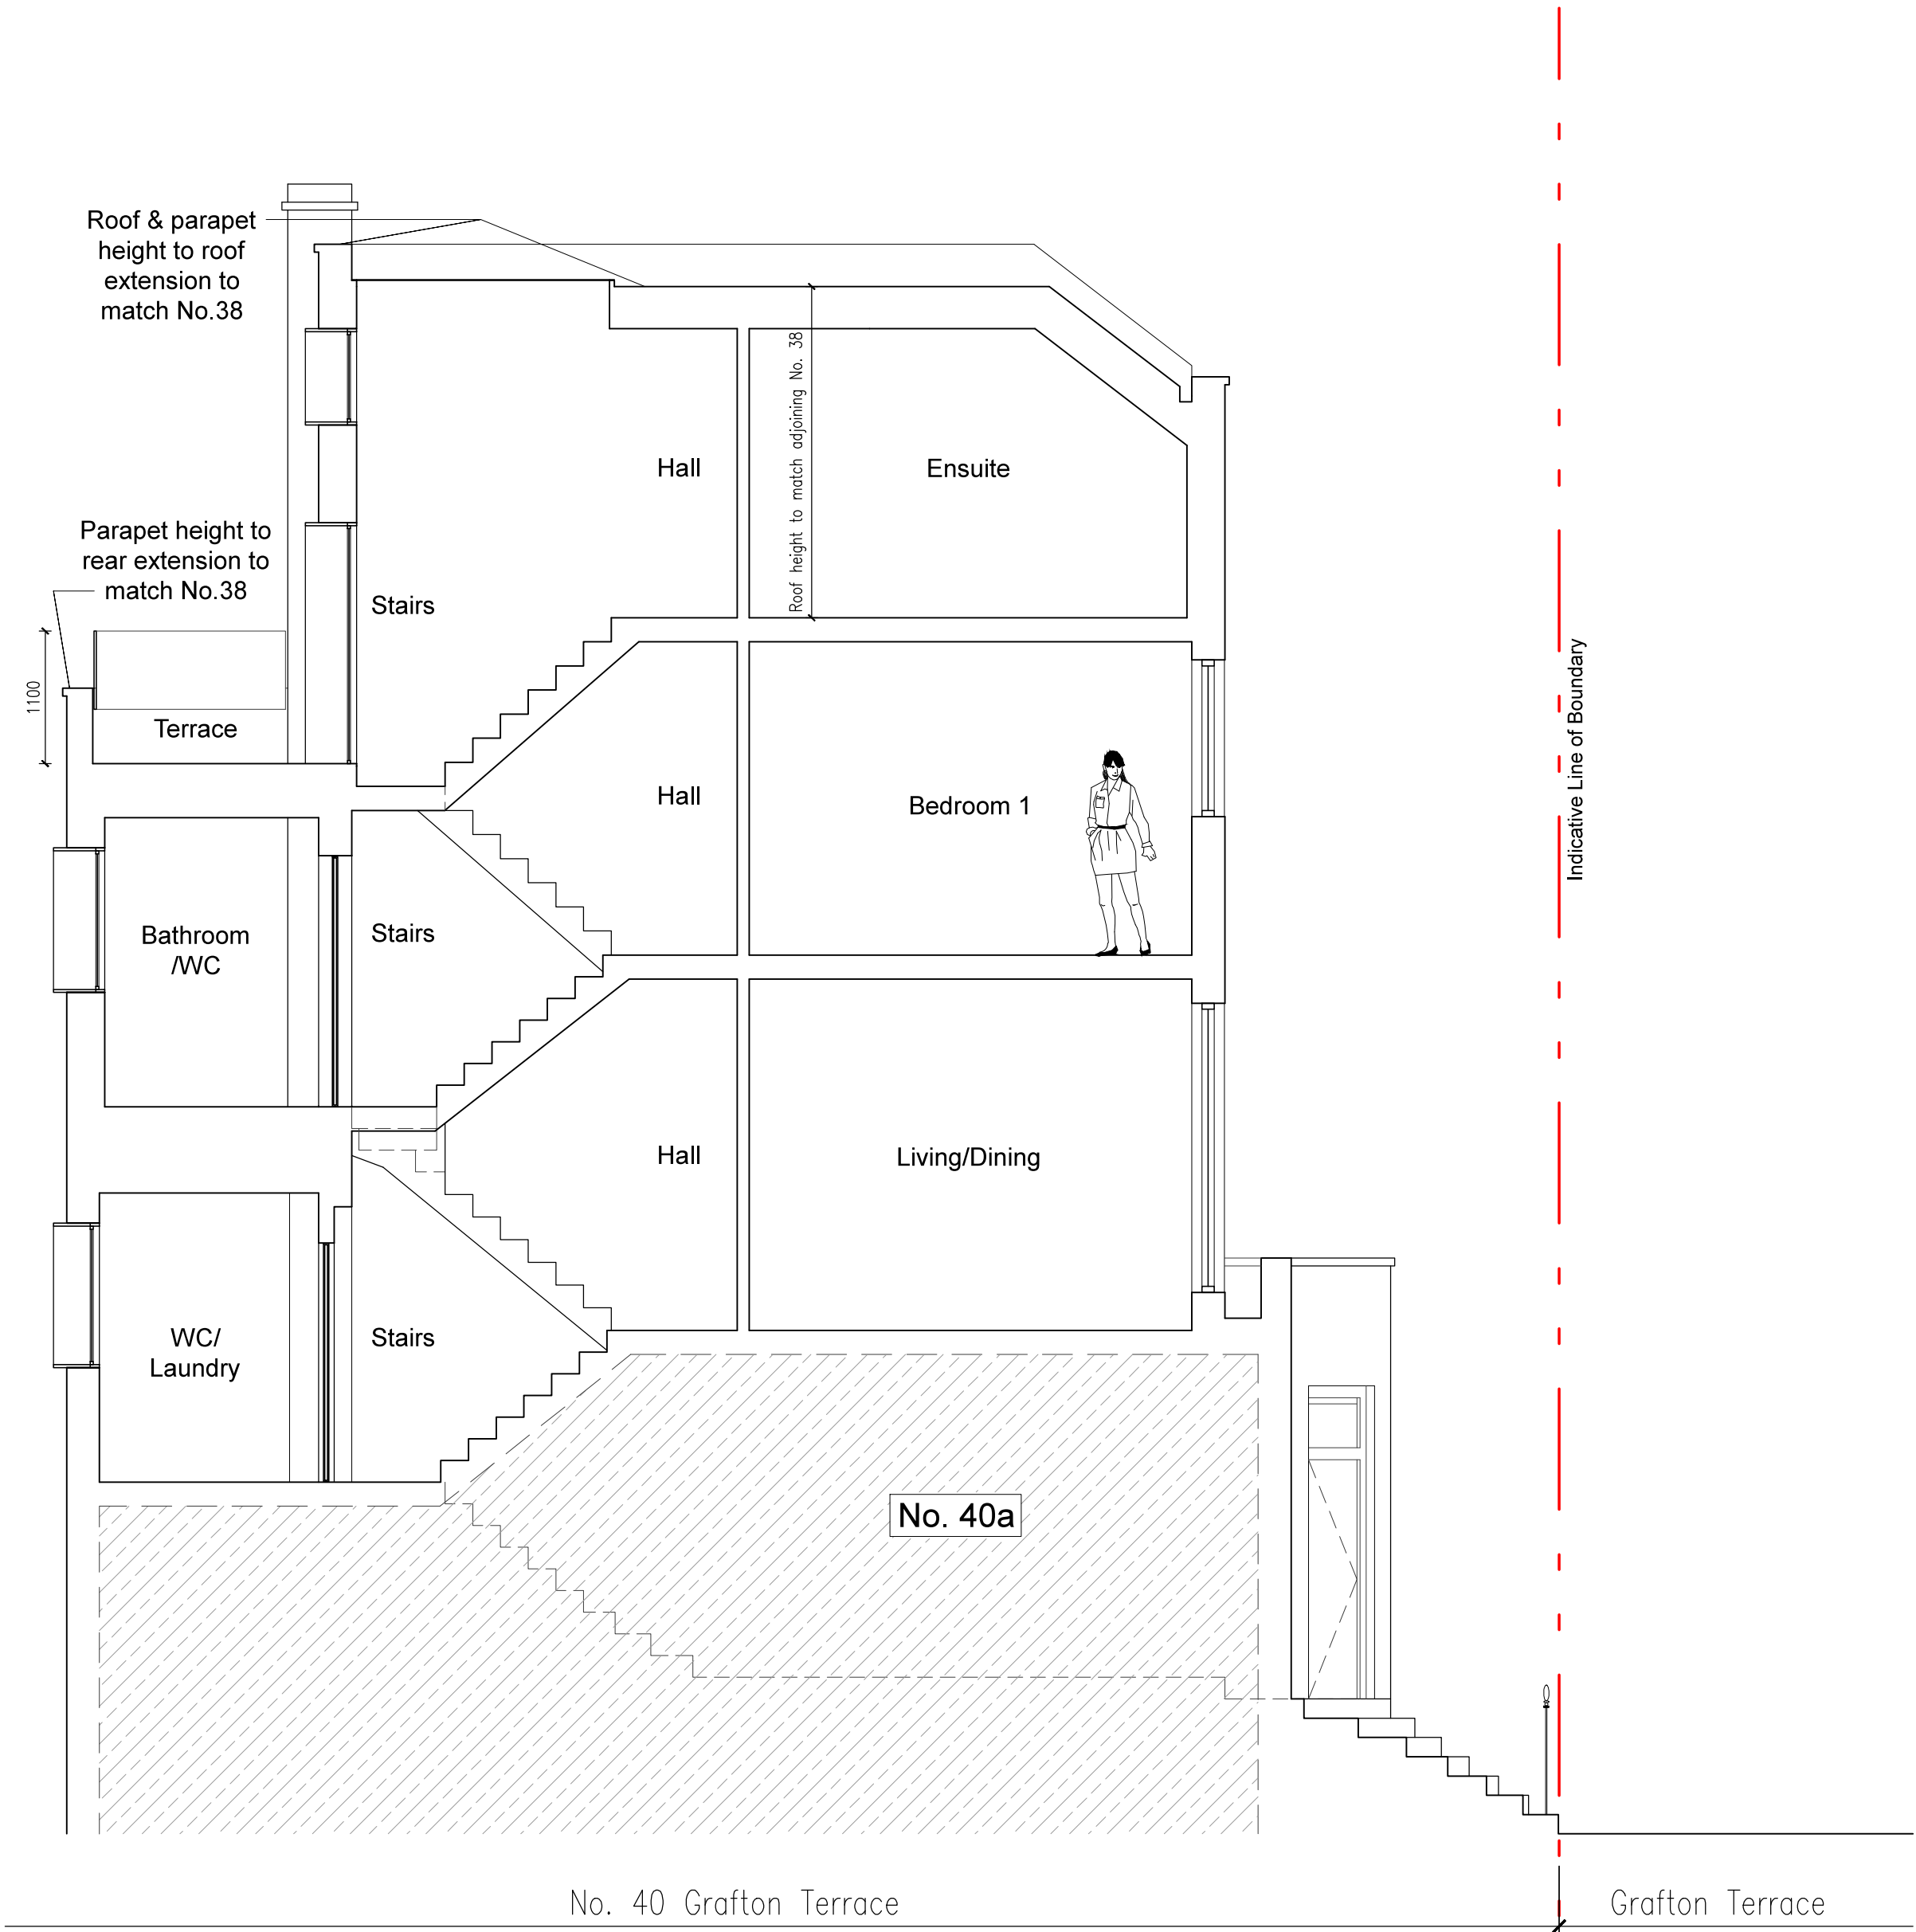 Roof & parapet
height to roof
extension to
match No.38
Roof height to match adjoining No. 38
Hall
Ensuite
Parapet height to
rear extension to
match No.38
Stairs
1100
Terrace
Indicative Line of Boundary
Hall
Bedroom 1
Bathroom
/WC
Stairs
Hall
Living/Dining
WC/
Laundry
Stairs
No. 40a
No. 40 Grafton Terrace
Grafton Terrace